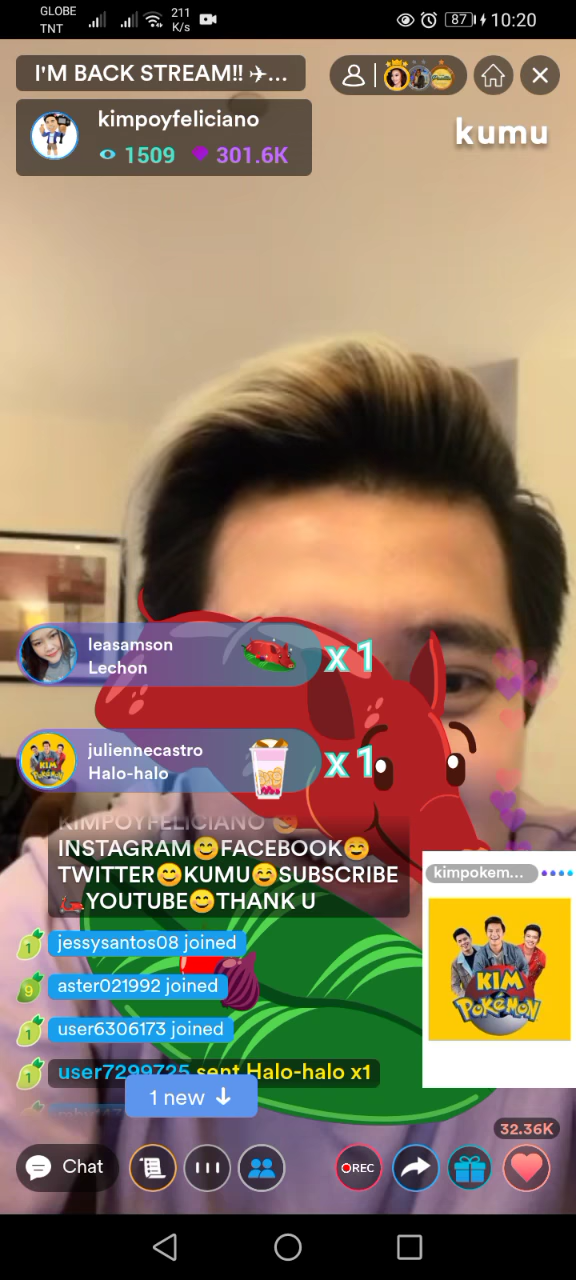 GLOBE
TNT
211
K/s
87
10:20
I'M BACK STREAM!! ✈...
kimpoyfeliciano
1509
301.6K
kumu
leasamson
Lechon
x 1
juliennecastro
Halo-halo
x 1
KIMPOYFELICIANO 😊
INSTAGRAM😊FACEBOOK😊
TWITTER😊KUMU😊SUBSCRIBE
YOUTUBE😊THANK U
kimpokem...
KIM
POKéMON
1
jessysantos08 joined
9
aster021992 joined
1
user6306173 joined
1
user7299725 sent Halo-halo x1
1 new ↓
32.36K
Chat
REC